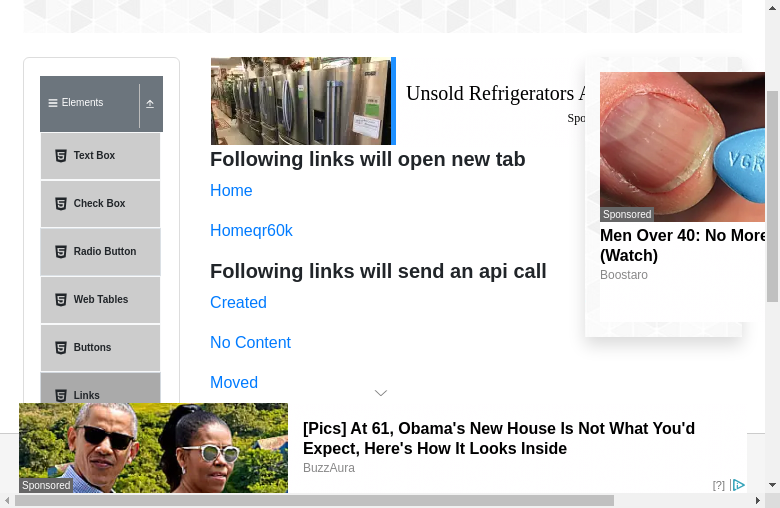 Elements
Text Box
Check Box
Radio Button
Web Tables
Buttons
Links
Unsold Refrigerators
Following links will open new tab
Home
Homeqr60k
Following links will send an api call
Created
No Content
Moved
VGR
Sponsored
Men Over 40: No More
(Watch)
Boostaro
[Pics] At 61, Obama's New House Is Not What You'd
Expect, Here's How It Looks Inside
BuzzAura
Sponsored
[?]